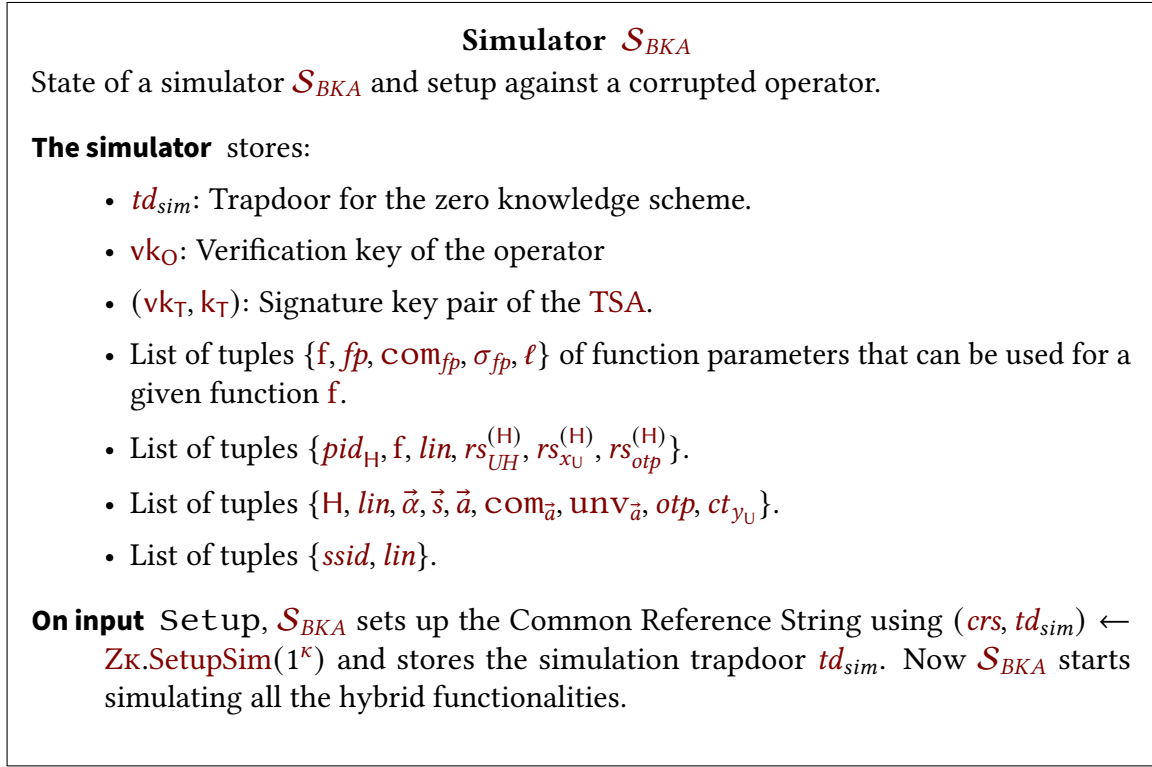 Simulator 𝒮_BKA
State of a simulator 𝒮_BKA and setup against a corrupted operator.
The simulator stores:
• td_sim: Trapdoor for the zero knowledge scheme.
• vk_O: Verification key of the operator
• (vk_T, k_T): Signature key pair of the TSA.
• List of tuples {f, fp, com_fp, σ_fp, ℓ} of function parameters that can be used for a
given function f.
• List of tuples {pid_H, f, lin, rs_UH^(H), rs_{x_U}^(H), rs_otp^(H)}.
• List of tuples {H, lin, α⃗, s⃗, a⃗, com_a⃗, unv_a⃗, otp, ct_{y_U}}.
• List of tuples {ssid, lin}.
On input Setup, 𝒮_BKA sets up the Common Reference String using (crs, td_sim) ←
Zᴋ.SetupSim(1^κ) and stores the simulation trapdoor td_sim. Now 𝒮_BKA starts
simulating all the hybrid functionalities.